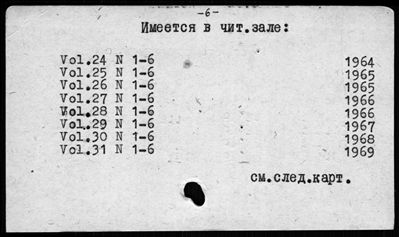 -6-
Имеется в чит.зале:
Vol.24 N 1-6 1964
Vol.25 N 1-6 1965
Vol.26 N 1-6 1965
Vol.27 N 1-6 1966
Vol.28 N 1-6 1966
Vol.29 N 1-6 1967
Vol.30 N 1-6 1968
Vol.31 N 1-6 1969
см.след.карт.